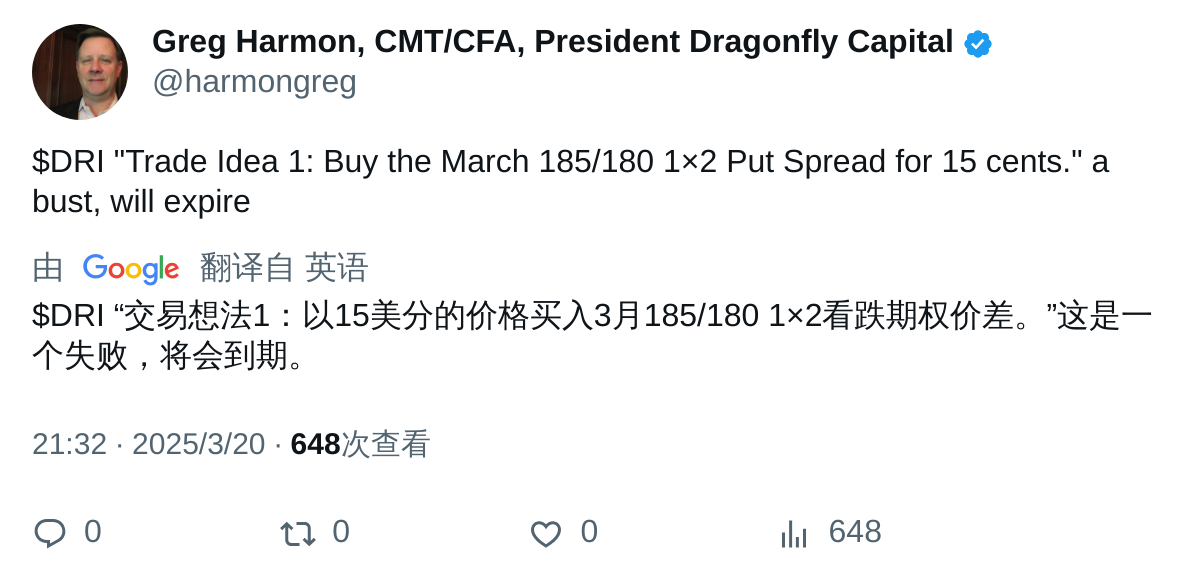 Greg Harmon, CMT/CFA, President Dragonfly Capital
@harmongreg
$DRI "Trade Idea 1: Buy the March 185/180 1×2 Put Spread for 15 cents." a
bust, will expire
由 Google 翻译自 英语
$DRI “交易想法1：以15美分的价格买入3月185/180 1×2看跌期权价差。”这是一
个失败，将会到期。
21:32 · 2025/3/20 · 648次查看
0 0 0 648